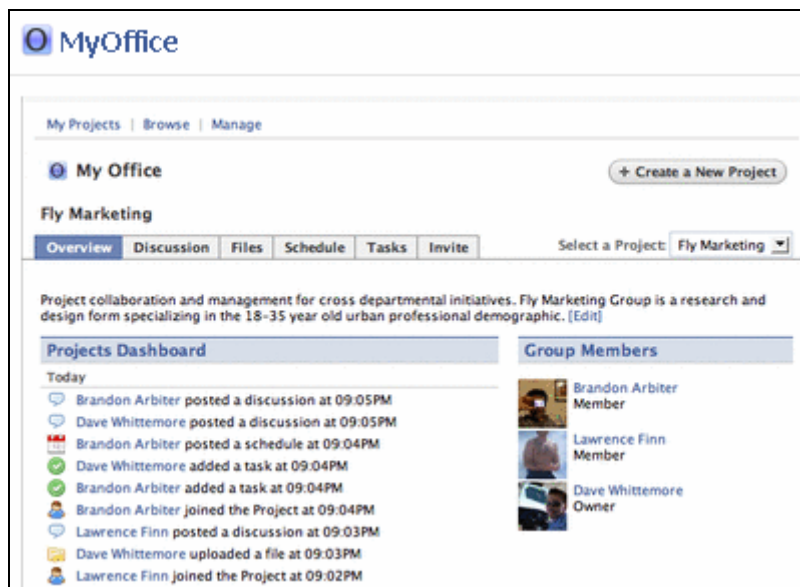 O MyOffice
My Projects | Browse | Manage
O My Office
+ Create a New Project
Fly Marketing
Overview Discussion Files Schedule Tasks Invite Select a Project: Fly Marketing
Project collaboration and management for cross departmental initiatives. Fly Marketing Group is a research and
design form specializing in the 18-35 year old urban professional demographic. [Edit]
Projects Dashboard
Today
Brandon Arbiter posted a discussion at 09:05PM
Dave Whittemore posted a discussion at 09:05PM
Brandon Arbiter posted a schedule at 09:04PM
Dave Whittemore added a task at 09:04PM
Brandon Arbiter added a task at 09:04PM
Brandon Arbiter joined the Project at 09:04PM
Lawrence Finn posted a discussion at 09:03PM
Dave Whittemore uploaded a file at 09:03PM
Lawrence Finn joined the Project at 09:02PM
Group Members
Brandon Arbiter
Member
Lawrence Finn
Member
Dave Whittemore
Owner